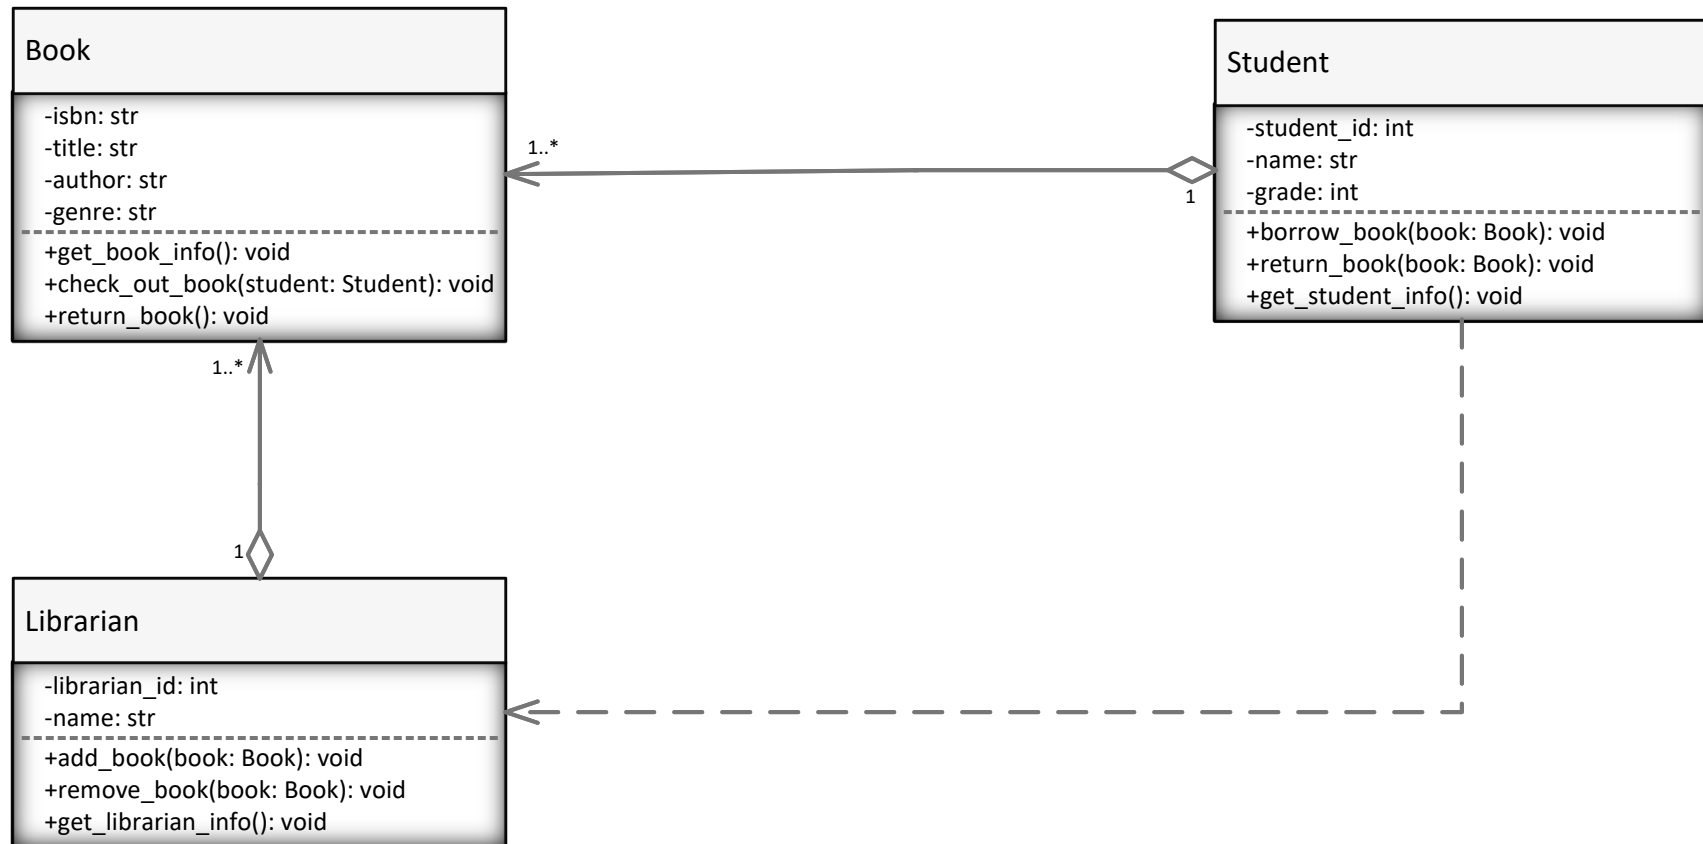 Book
-isbn: str
-title: str
-author: str
-genre: str
+get_book_info(): void
+check_out_book(student: Student): void
+return_book(): void
1..*
1
Student
-student_id: int
-name: str
-grade: int
+borrow_book(book: Book): void
+return_book(book: Book): void
+get_student_info(): void
1..*
1
Librarian
-librarian_id: int
-name: str
+add_book(book: Book): void
+remove_book(book: Book): void
+get_librarian_info(): void